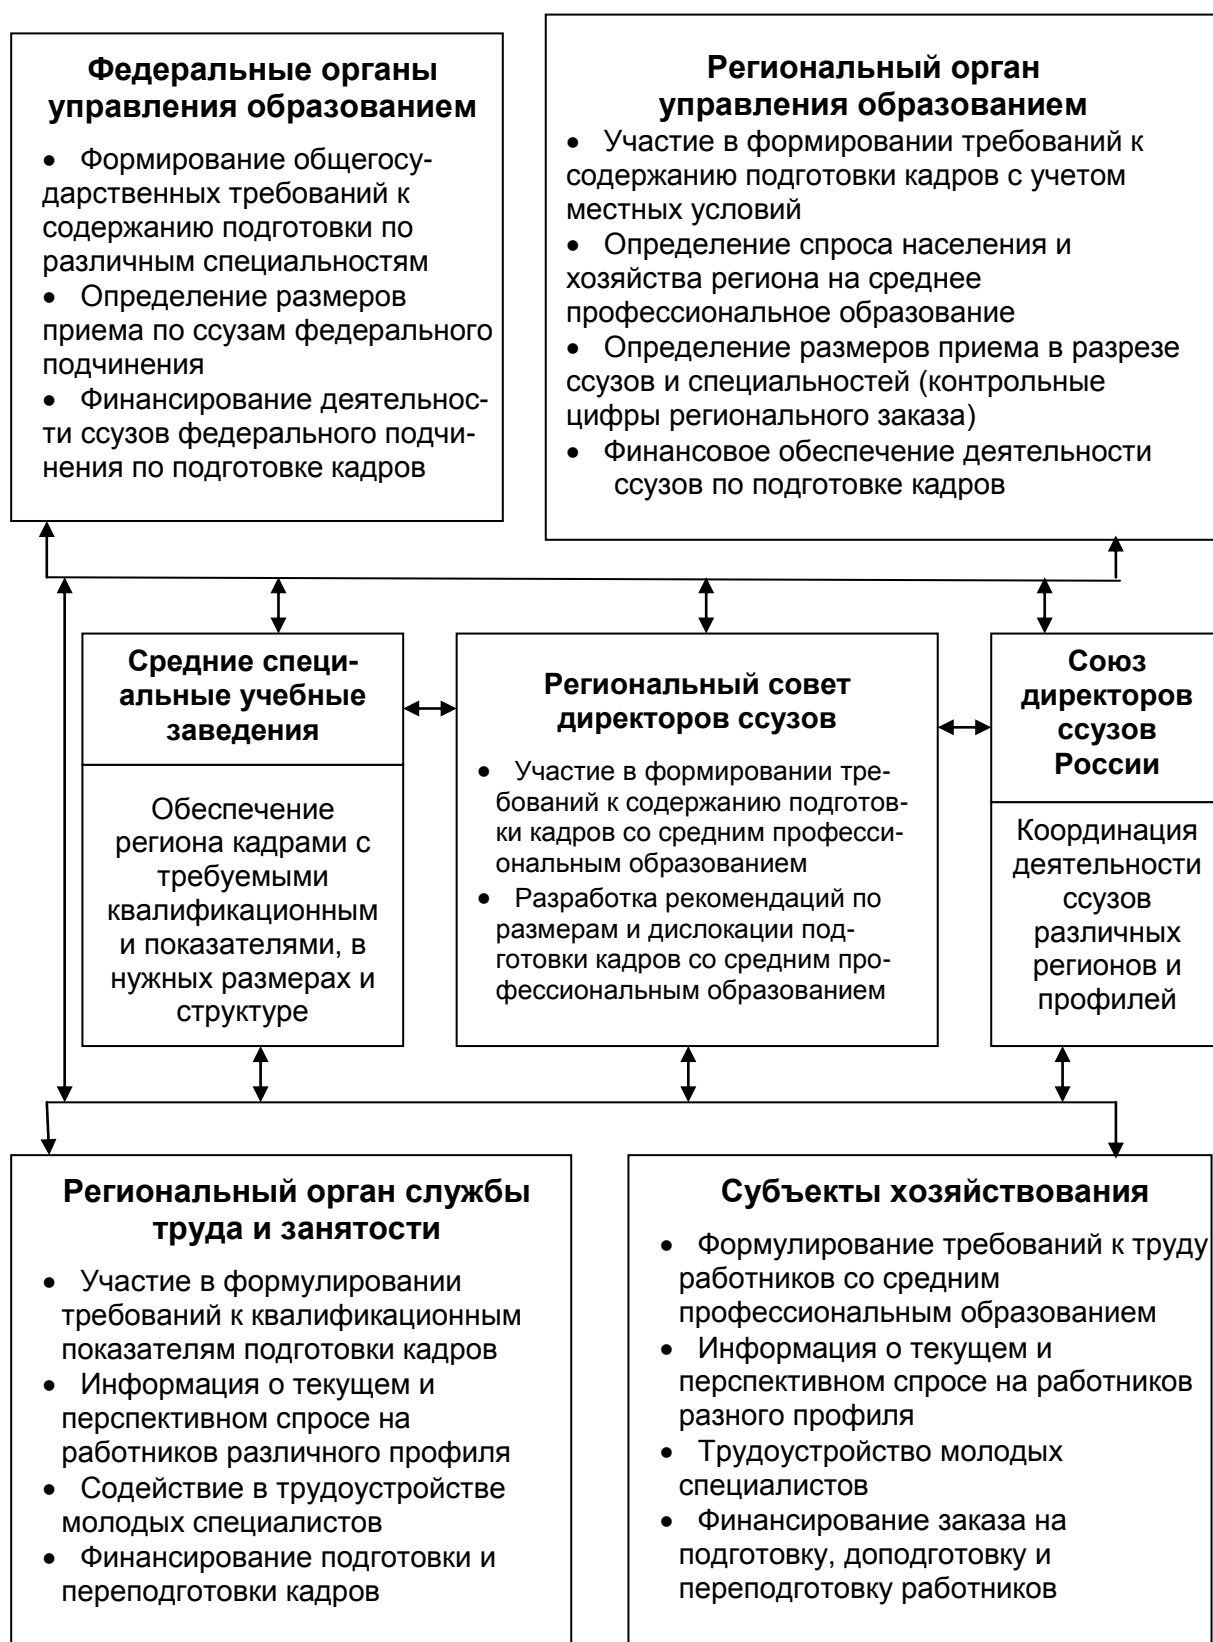 Федеральные органы
управления образованием
• Формирование общегосу-
дарственных требований к
содержанию подготовки по
различным специальностям
• Определение размеров
приема по ссузам федерального
подчинения
• Финансирование деятельнос-
ти ссузов федерального подчи-
нения по подготовке кадров
Региональный орган
управления образованием
• Участие в формировании требований к
содержанию подготовки кадров с учетом
местных условий
• Определение спроса населения и
хозяйства региона на среднее
профессиональное образование
• Определение размеров приема в разрезе
ссузов и специальностей (контрольные
цифры регионального заказа)
• Финансовое обеспечение деятельности
ссузов по подготовке кадров
Средние специ-
альные учебные
заведения
Обеспечение
региона кадрами с
требуемыми
квалификационным
и показателями, в
нужных размерах и
структуре
Региональный совет
директоров ссузов
• Участие в формировании тре-
бований к содержанию подготов-
ки кадров со средним професси-
ональным образованием
• Разработка рекомендаций по
размерам и дислокации под-
готовки кадров со средним про-
фессиональным образованием
Союз
директоров
ссузов
России
Координация
деятельности
ссузов
различных
регионов и
профилей
Региональный орган службы
труда и занятости
• Участие в формулировании
требований к квалификационным
показателям подготовки кадров
• Информация о текущем и
перспективном спросе на
работников различного профиля
• Содействие в трудоустройстве
молодых специалистов
• Финансирование подготовки и
переподготовки кадров
Субъекты хозяйствования
• Формулирование требований к труду
работников со средним
профессиональным образованием
• Информация о текущем и
перспективном спросе на работников
разного профиля
• Трудоустройство молодых
специалистов
• Финансирование заказа на
подготовку, доподготовку и
переподготовку работников